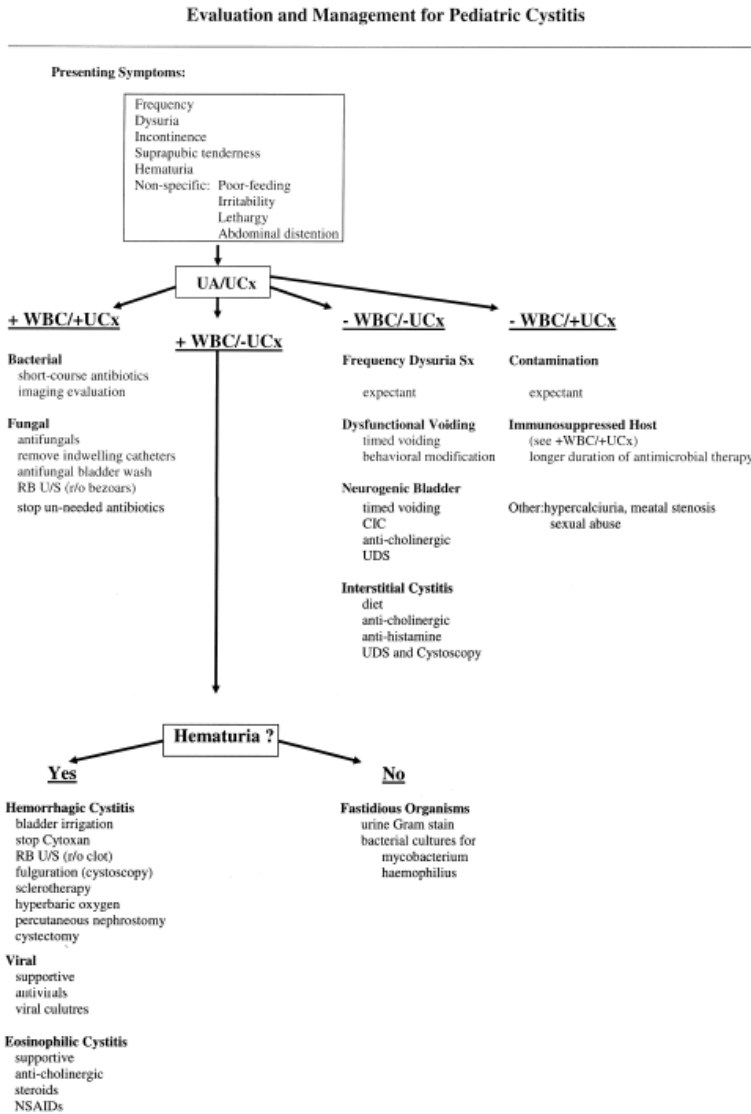 Evaluation and Management for Pediatric Cystitis
Presenting Symptoms:
Frequency
Dysuria
Incontinence
Suprapubic tenderness
Hematuria
Non-specific: Poor-feeding
Irritability
Lethargy
Abdominal distention
UA/UCx
+ WBC/+UCx
Bacterial
short-course antibiotics
imaging evaluation
Fungal
antifungals
remove indwelling catheters
antifungal bladder wash
RB U/S (r/o bezoars)
stop un-needed antibiotics
+ WBC/-UCx
- WBC/-UCx
Frequency Dysuria Sx
expectant
Dysfunctional Voiding
timed voiding
behavioral modification
Neurogenic Bladder
timed voiding
CIC
anti-cholinergic
UDS
Interstitial Cystitis
diet
anti-cholinergic
anti-histamine
UDS and Cystoscopy
- WBC/+UCx
Contamination
expectant
Immunosuppressed Host
(see +WBC/+UCx)
longer duration of antimicrobial therapy
Other:hypercalciuria, meatal stenosis
sexual abuse
Hematuria ?
Yes
Hemorrhagic Cystitis
bladder irrigation
stop Cytoxan
RB U/S (r/o clot)
fulguration (cystoscopy)
sclerotherapy
hyperbaric oxygen
percutaneous nephrostomy
cystectomy
Viral
supportive
antivirals
viral culutres
Eosinophilic Cystitis
supportive
anti-cholinergic
steroids
NSAIDs
No
Fastidious Organisms
urine Gram stain
bacterial cultures for
mycobacterium
haemophilius